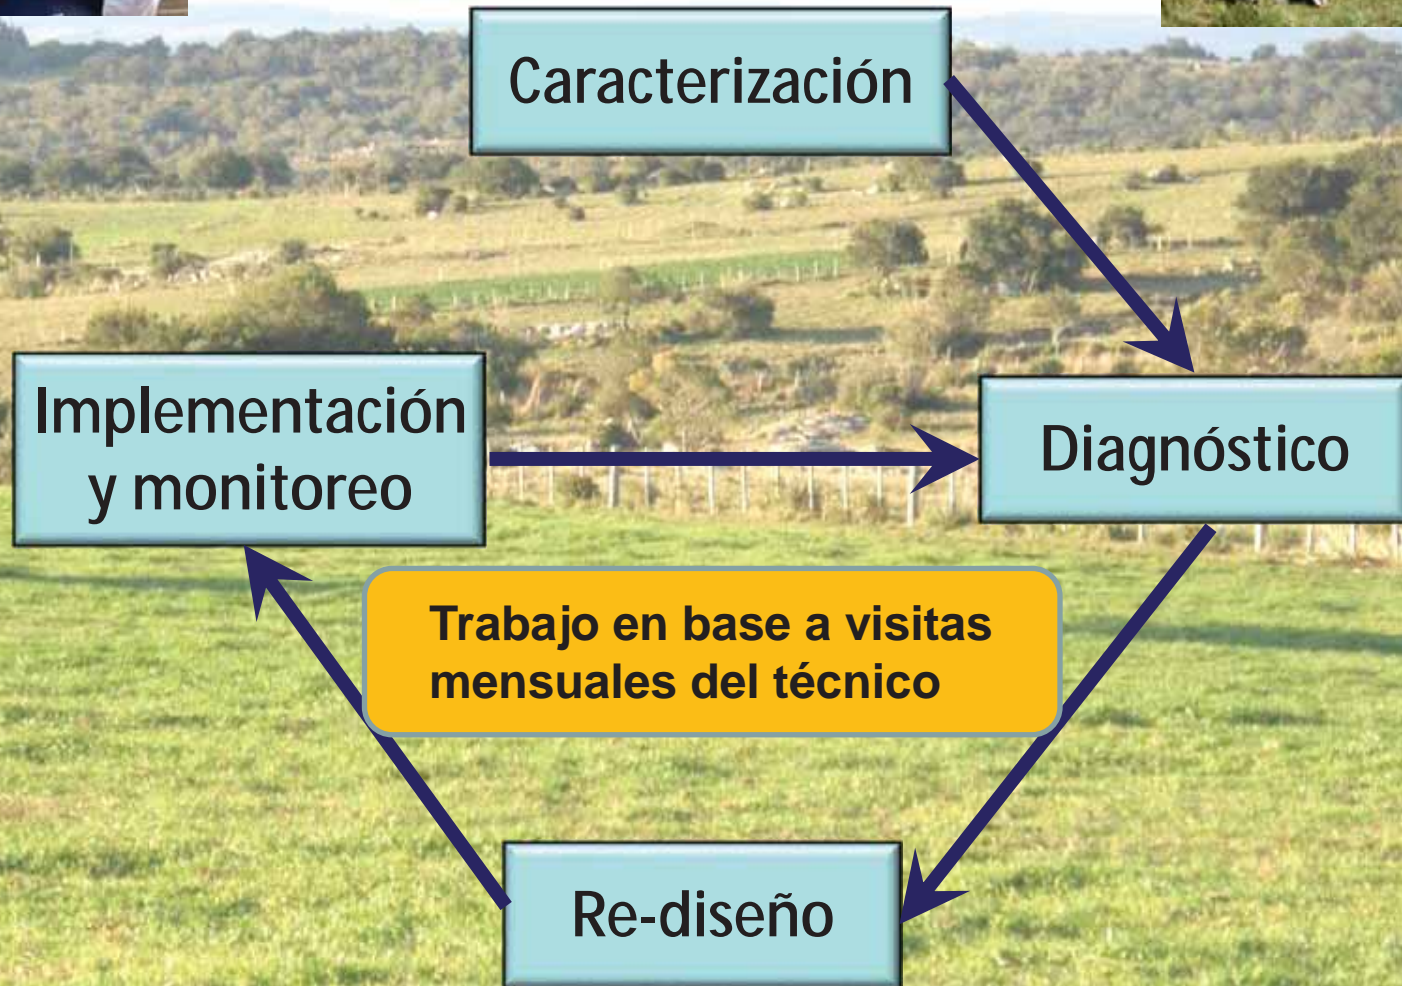 Caracterización
Implementación
y monitoreo
Diagnóstico
Trabajo en base a visitas
mensuales del técnico
Re-diseño